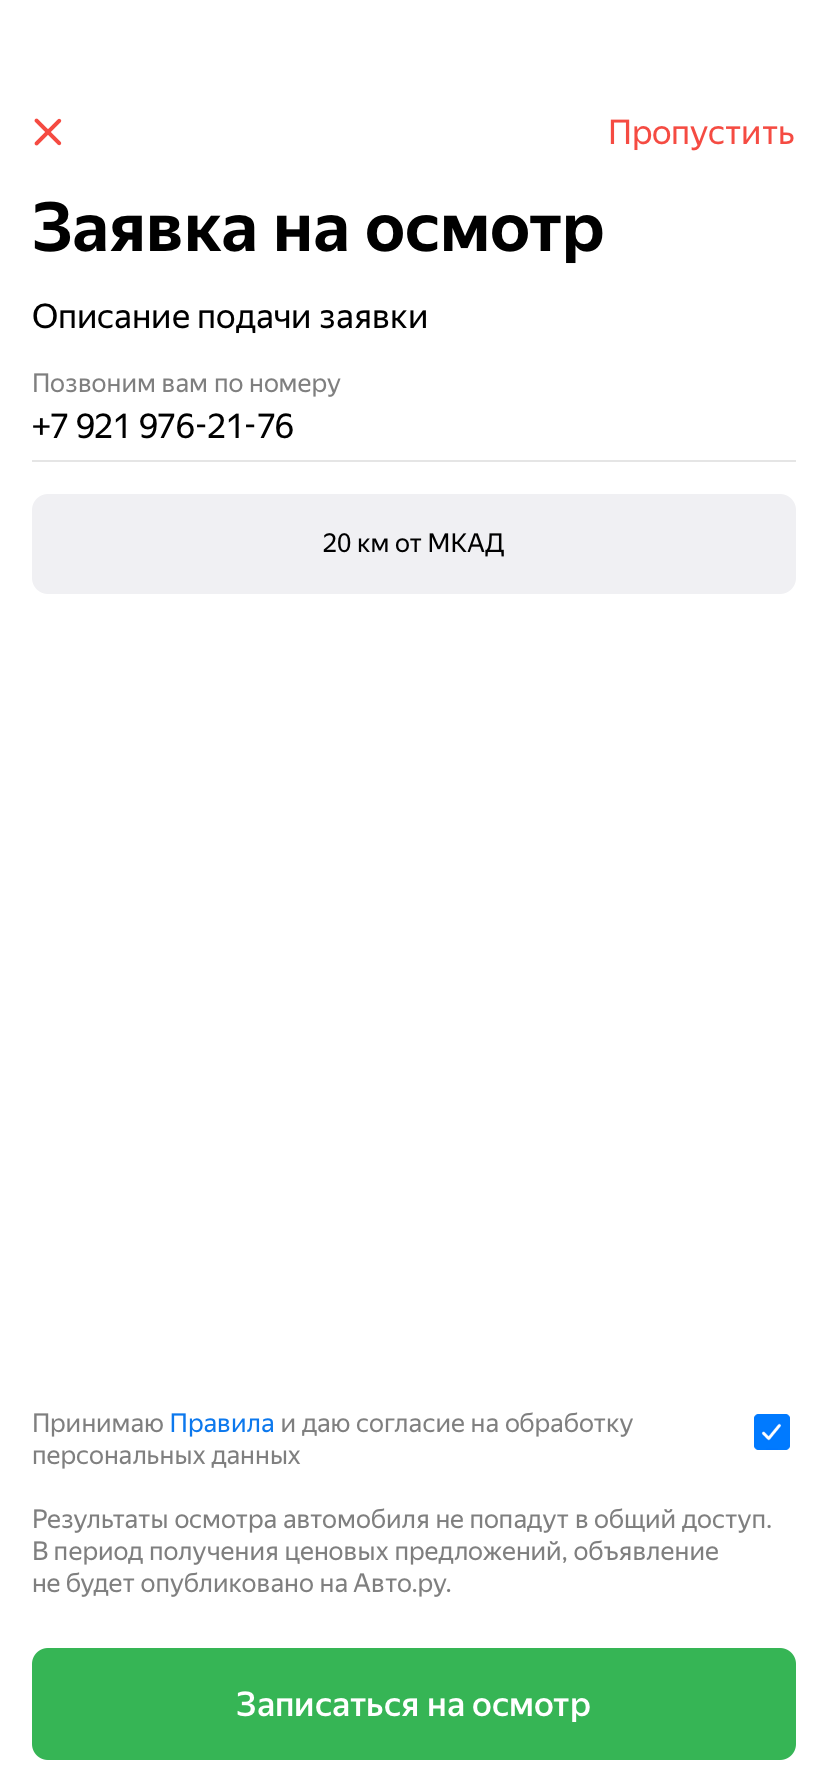 Пропустить
Заявка на осмотр
Описание подачи заявки
Позвоним вам по номеру
+7 921 976-21-76
20 км от МКАД
Принимаю Правила и даю согласие на обработку
персональных данных
Результаты осмотра автомобиля не попадут в общий доступ.
В период получения ценовых предложений, объявление
не будет опубликовано на Авто.ру.
Записаться на осмотр